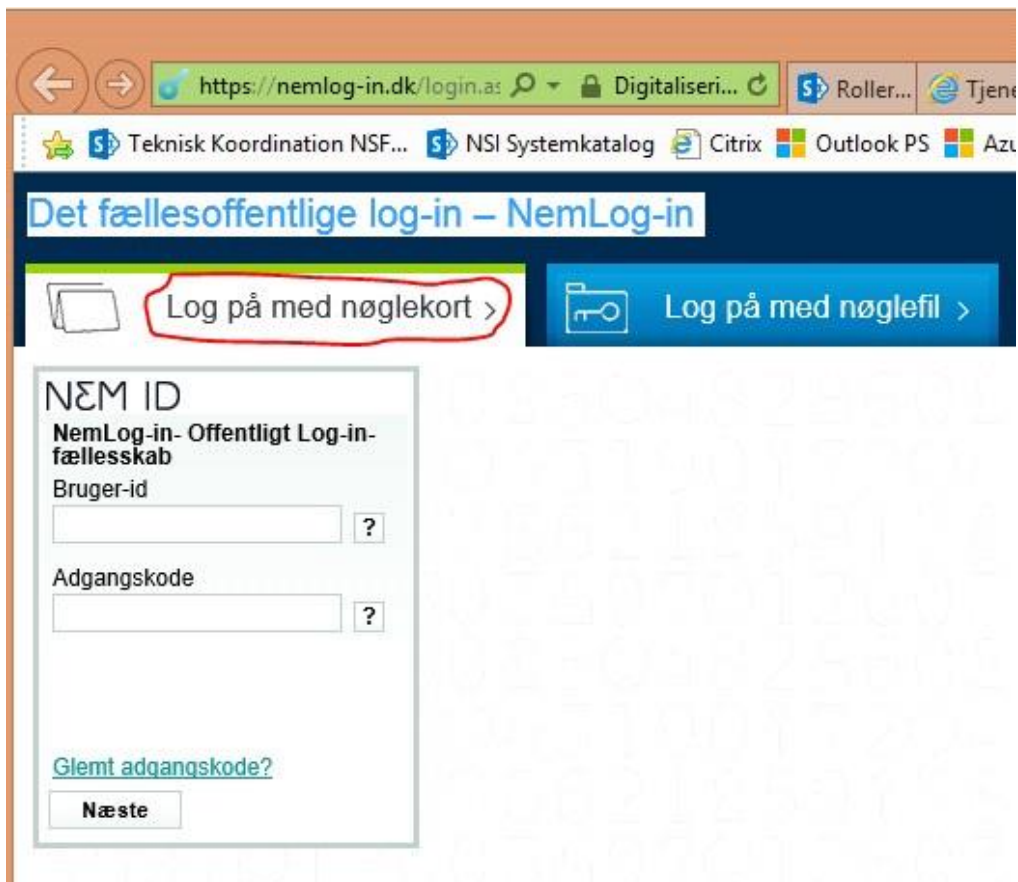 https://nemlog-in.dk/login.as Digitaliseri... Roller... Tjene
Teknisk Koordination NSF... NSI Systemkatalog Citrix Outlook PS Azu
Det fællesoffentlige log-in – NemLog-in
Log på med nøglekort > Log på med nøglefil >
NEM ID
NemLog-in- Offentligt Log-in-
fællesskab
Bruger-id
?
Adgangskode
?
Glemt adgangskode?
Næste